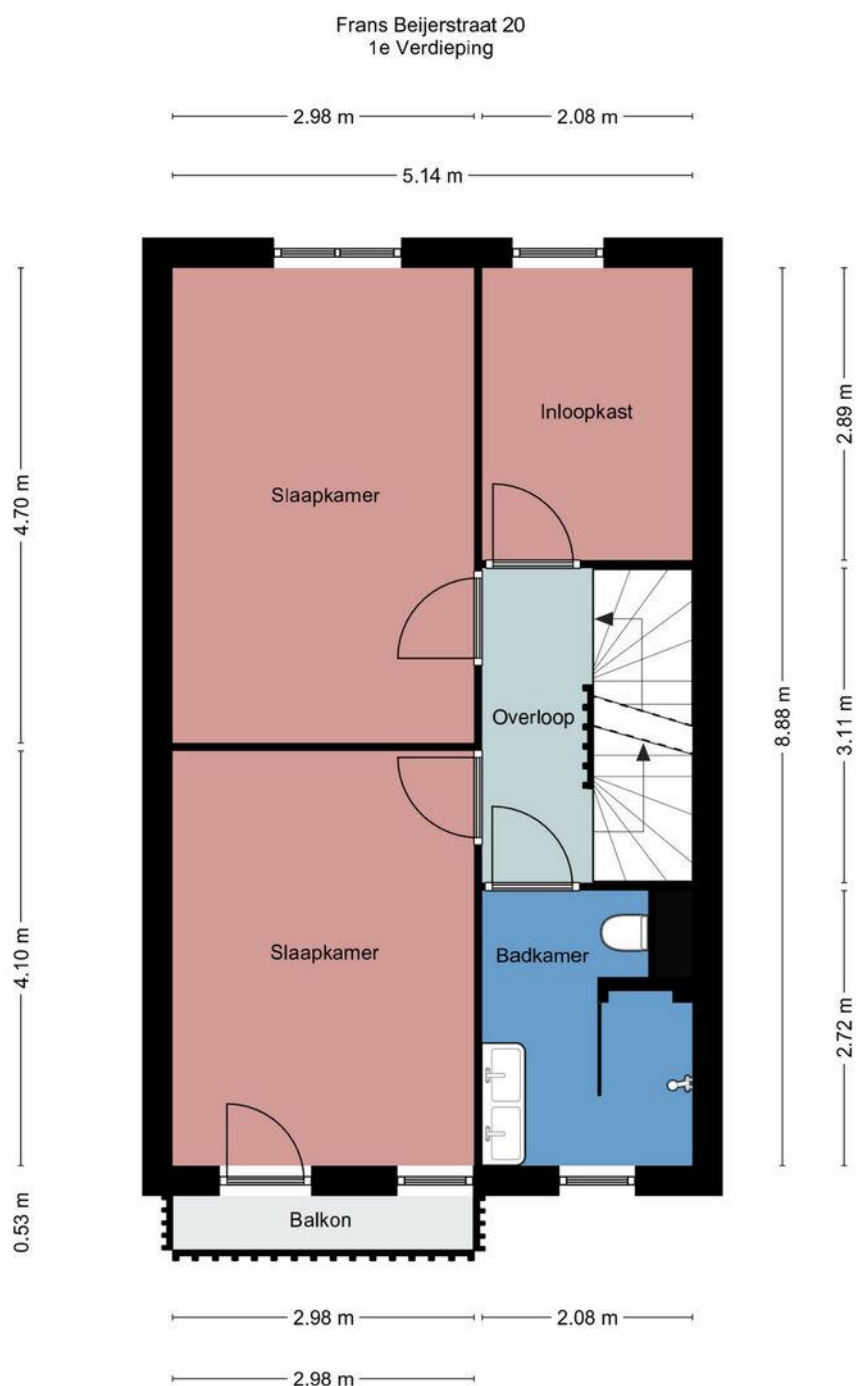 Frans Beijerstraat 20
1e Verdieping
2.98 m
2.08 m
5.14 m
4.70 m
4.10 m
0.53 m
Slaapkamer
Inloopkast
Overloop
Slaapkamer
Badkamer
Balkon
8.88 m
2.89 m
3.11 m
2.72 m
2.98 m
2.08 m
2.98 m